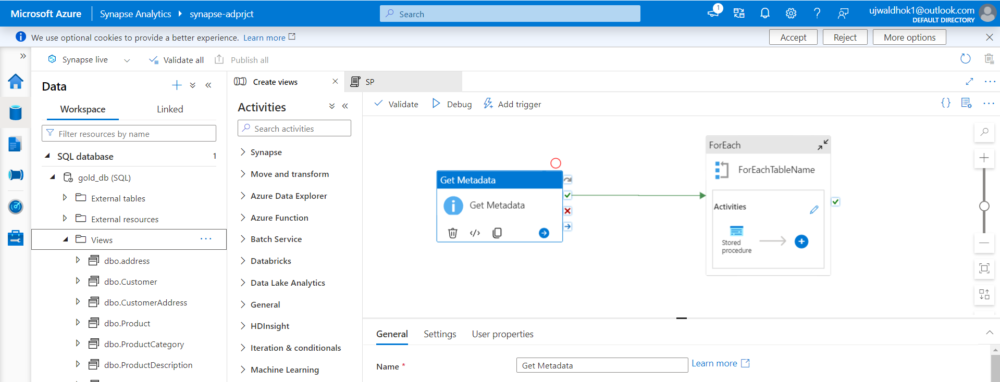 Microsoft Azure
Synapse Analytics
synapse-adprjct
Search
1
ujwaldhok1@outlook.com
DEFAULT DIRECTORY
We use optional cookies to provide a better experience. Learn more
Accept
Reject
More options
Synapse live
Validate all
Publish all
Data
Workspace
Linked
Filter resources by name
SQL database
1
gold_db (SQL)
External tables
External resources
Views
dbo.address
dbo.Customer
dbo.CustomerAddress
dbo.Product
dbo.ProductCategory
dbo.ProductDescription
Create views
SP
Activities
Search activities
Synapse
Move and transform
Azure Data Explorer
Azure Function
Batch Service
Databricks
Data Lake Analytics
General
HDInsight
Iteration & conditionals
Machine Learning
Validate
Debug
Add trigger
Get Metadata
Get Metadata
ForEach
ForEachTableName
Activities
Stored
procedure
General
Settings
User properties
Name *
Get Metadata
Learn more